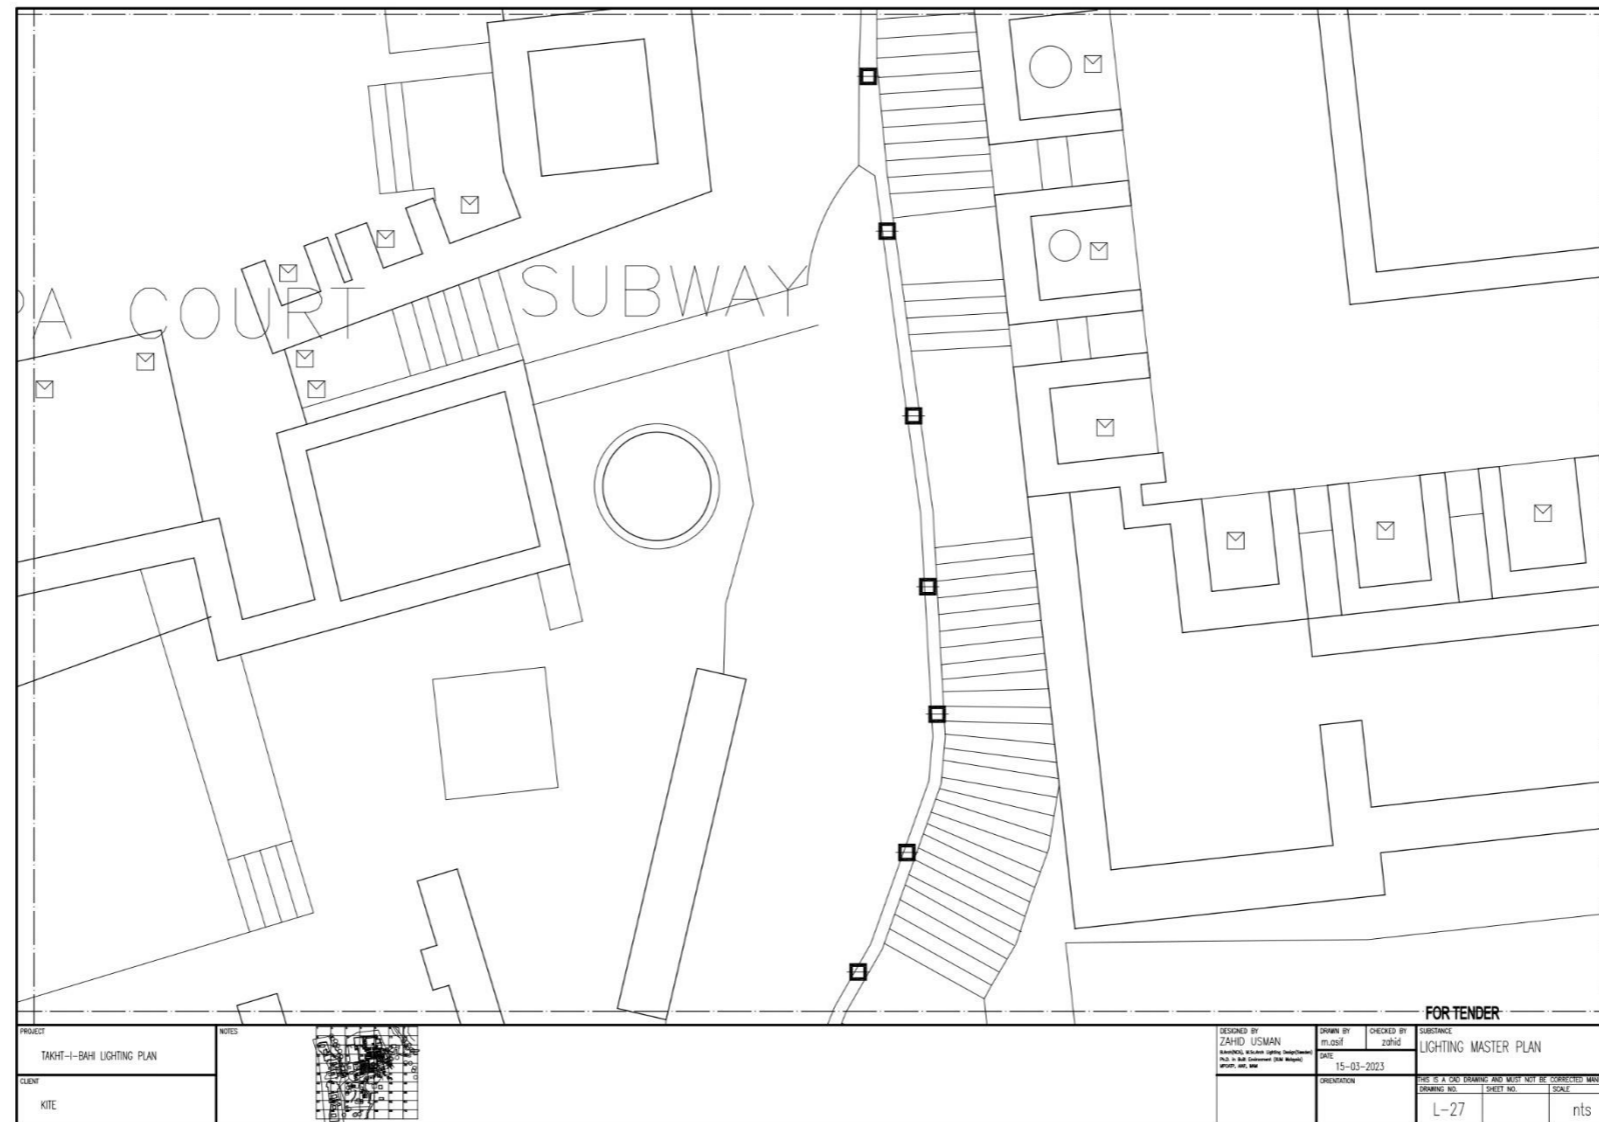 PA COURT
SUBWAY
FOR TENDER
PROJECT
TAKHT-I-BAHI LIGHTING PLAN
CLIENT
KITE
NOTES
DESIGNED BY
ZAHID USMAN
DRAWN BY
m.asif
CHECKED BY
zahid
DATE
15-03-2023
ORIENTATION
SUBSTANCE
LIGHTING MASTER PLAN
THIS IS A CAD DRAWING AND MUST NOT BE CORRECTED MAN
DRAWING NO.
L-27
SHEET NO.
SCALE
nts